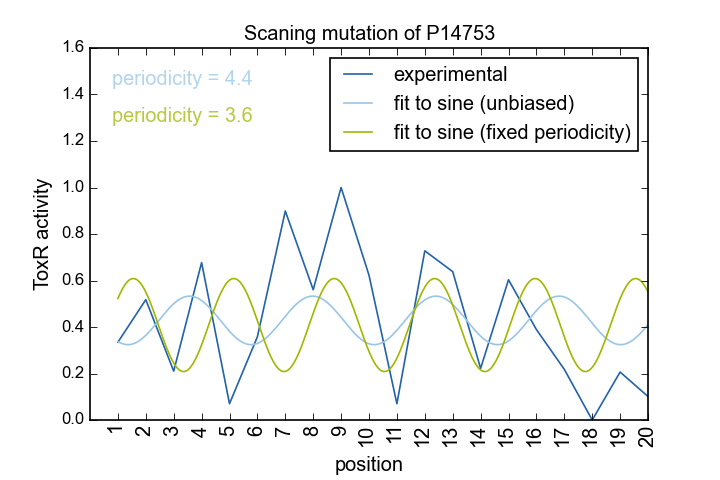 Scaning mutation of P14753
1.6
1.4
1.2
1.0
0.8
0.6
0.4
0.2
0.0
ToxR activity
periodicity = 4.4
periodicity = 3.6
experimental
fit to sine (unbiased)
fit to sine (fixed periodicity)
1 2 3 4 5 6 7 8 9 10 11 12 13 14 15 16 17 18 19 20
position